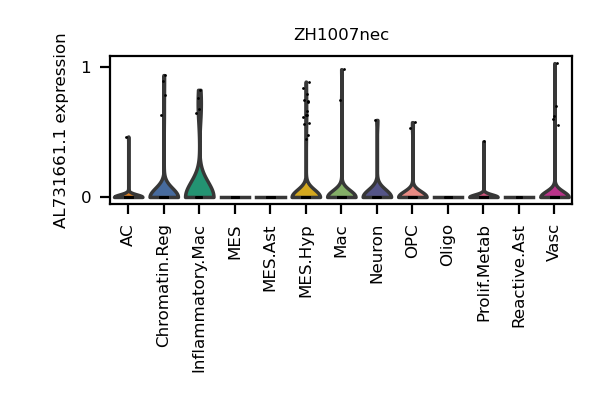 ZH1007nec
AL731661.1 expression
1
0
AC
Chromatin.Reg
Inflammatory.Mac
MES
MES.Ast
MES.Hyp
Mac
Neuron
OPC
Oligo
Prolif.Metab
Reactive.Ast
Vasc